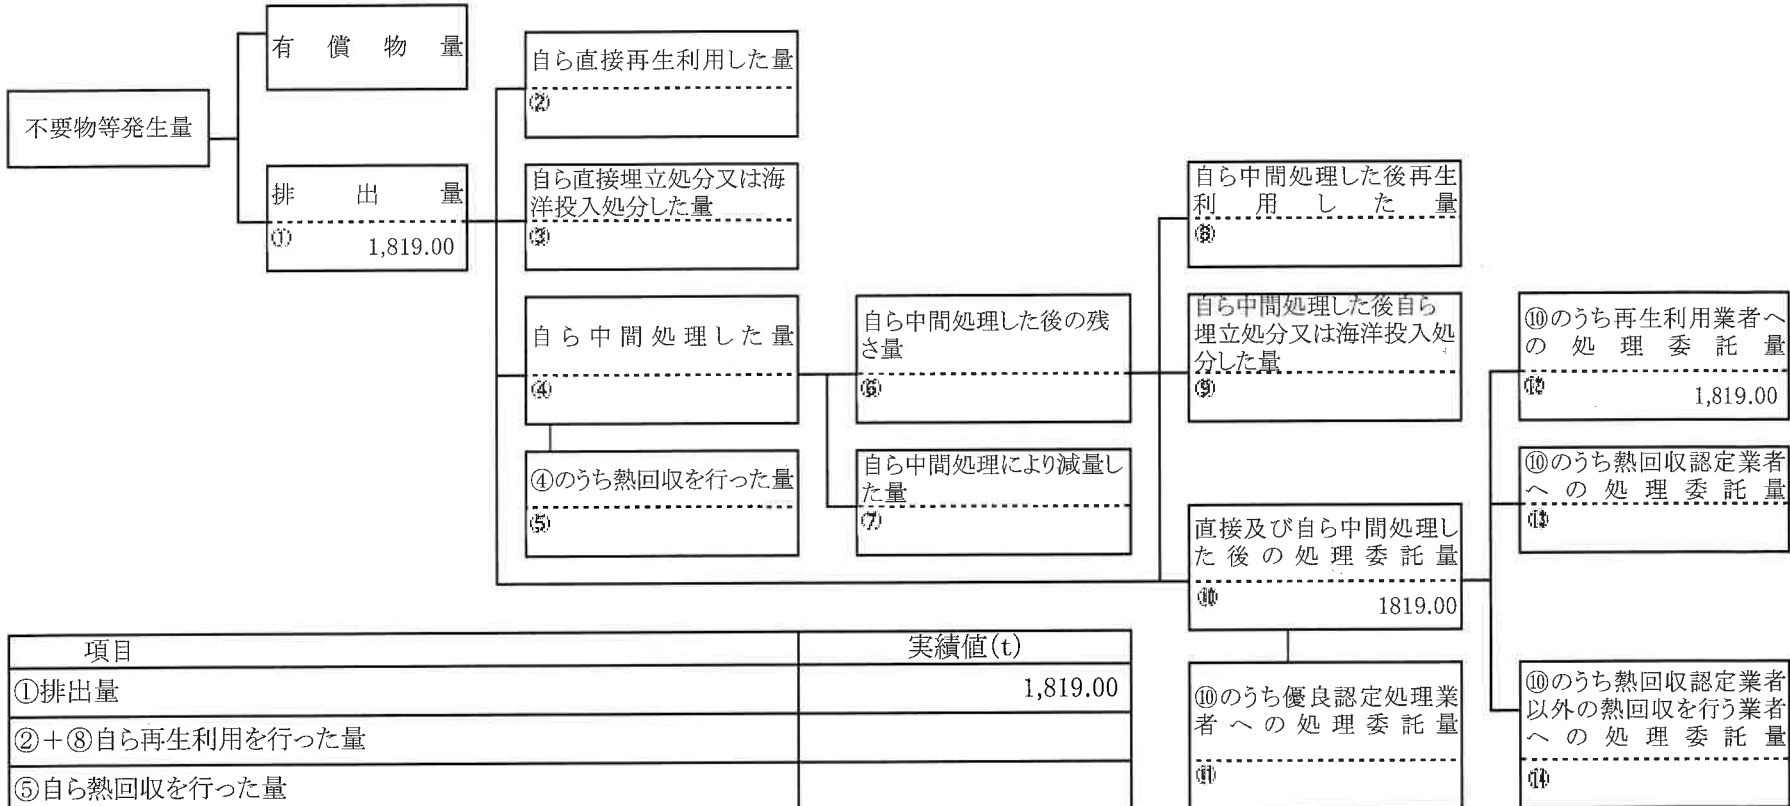 有償物量
不要物等発生量
排出量
① 1,819.00
自ら直接再生利用した量
②
自ら直接埋立処分又は海
洋投入処分した量
③
自ら中間処理した量
④
④のうち熱回収を行った量
⑤
自ら中間処理した後の残
さ量
⑥
自ら中間処理により減量し
た量
⑦
自ら中間処理した後再生
利用した量
⑧
自ら中間処理した後自ら
埋立処分又は海洋投入処
分した量
⑨
直接及び自ら中間処理し
た後の処理委託量
⑩ 1819.00
⑩のうち優良認定処理業
者への処理委託量
⑪
⑩のうち再生利用業者へ
の処理委託量
⑫ 1,819.00
⑩のうち熱回収認定業者
への処理委託量
⑬
⑩のうち熱回収認定業者
以外の熱回収を行う業者
への処理委託量
⑭
項目 実績値(t)
①排出量 1,819.00
②+⑧自ら再生利用を行った量
⑤自ら熱回収を行った量